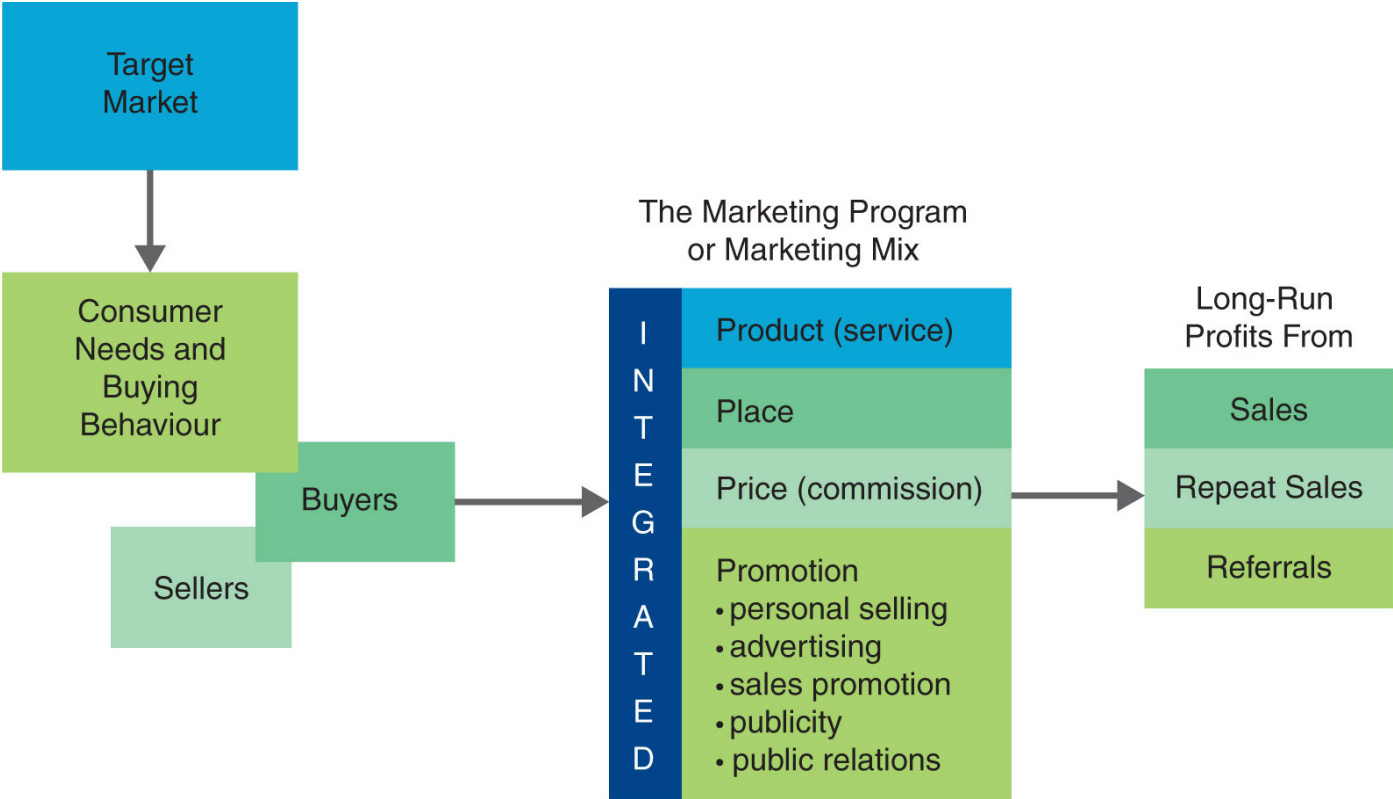 Target
Market
Consumer
Needs and
Buying
Behaviour
Buyers
Sellers
The Marketing Program
or Marketing Mix
INTEGRATED
Product (service)
Place
Price (commission)
Promotion
• personal selling
• advertising
• sales promotion
• publicity
• public relations
Long-Run
Profits From
Sales
Repeat Sales
Referrals